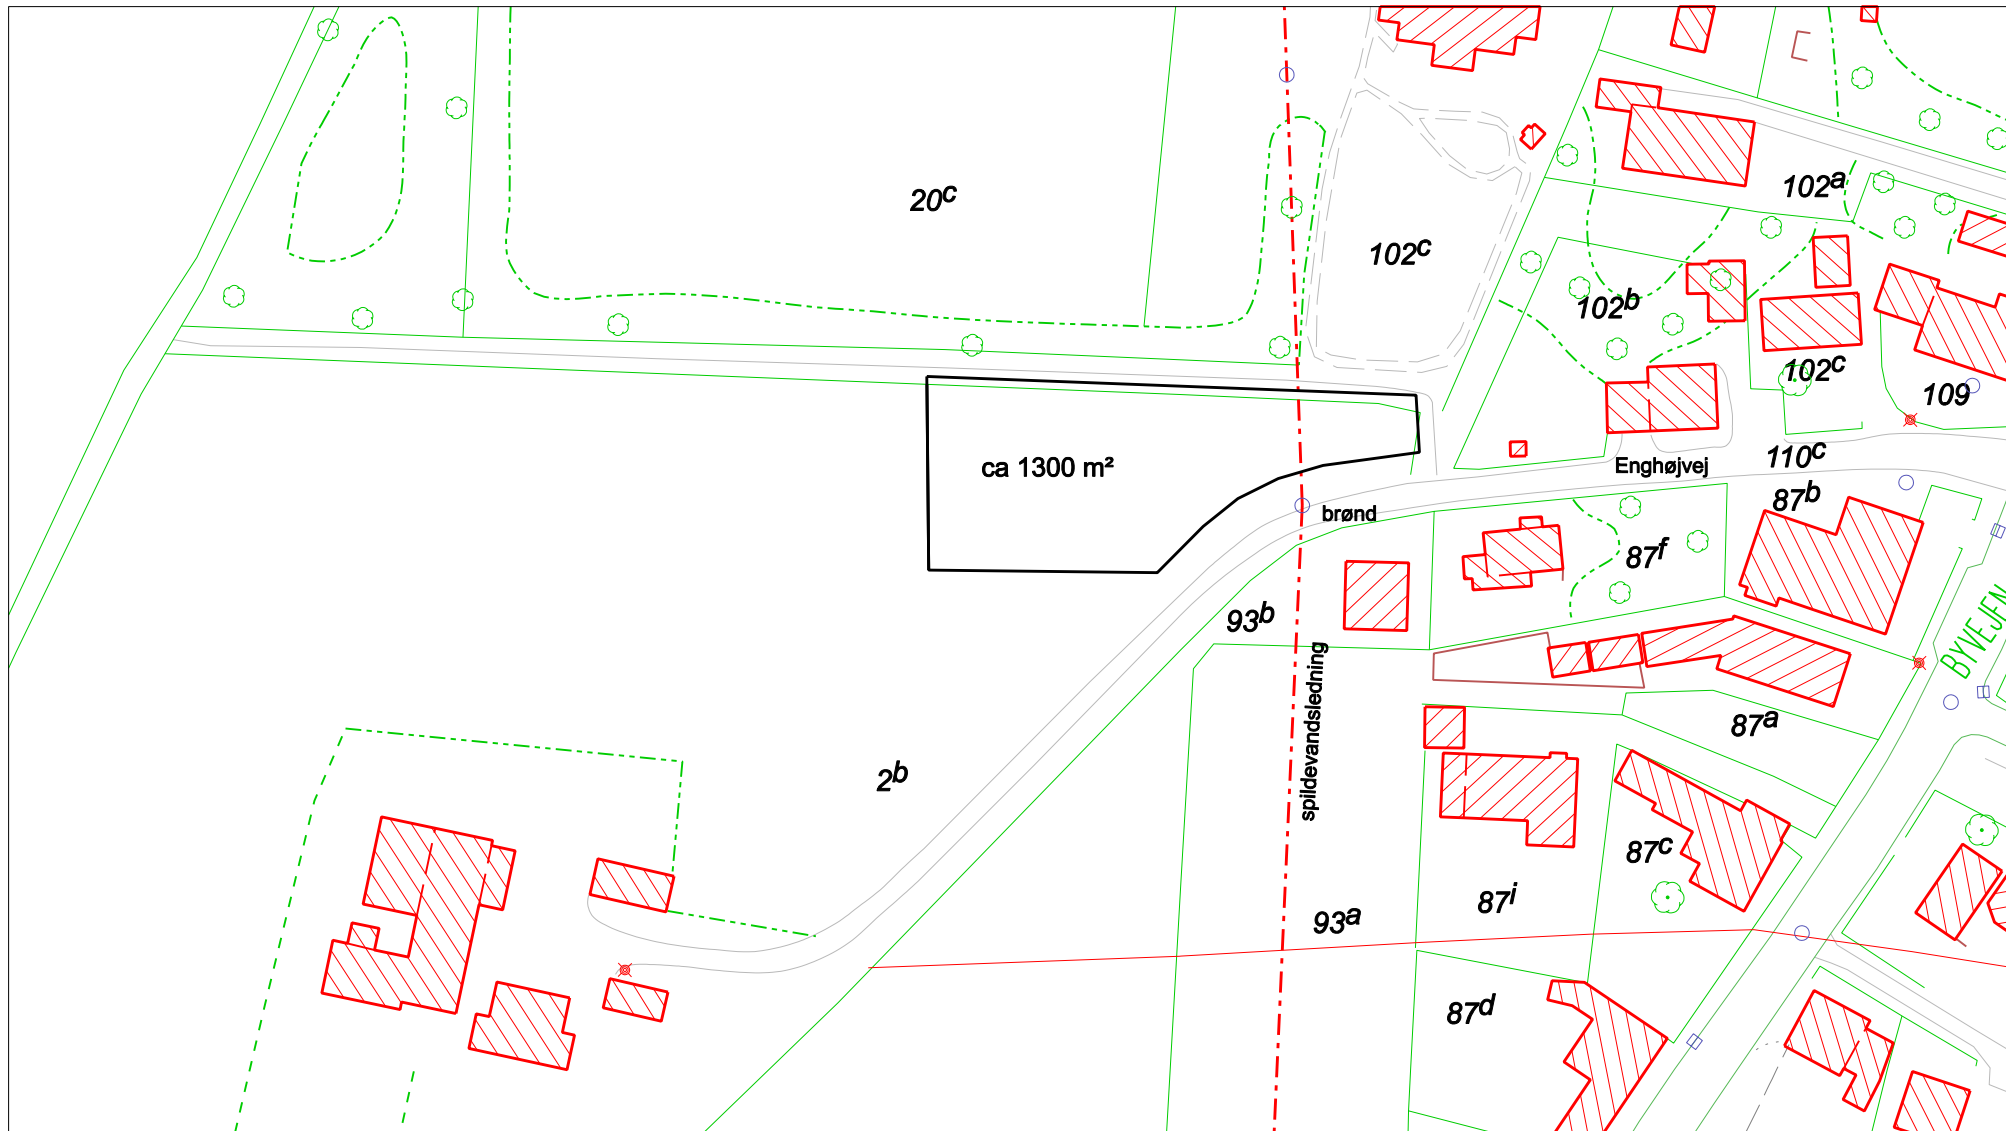 20c
102a
102c
102b
102c
109
ca 1300 m²
Enghøjvej
110c
87b
brønd
87f
93b
BYVEJEN
spildevandsledning
87a
2b
87c
87i
93a
87d